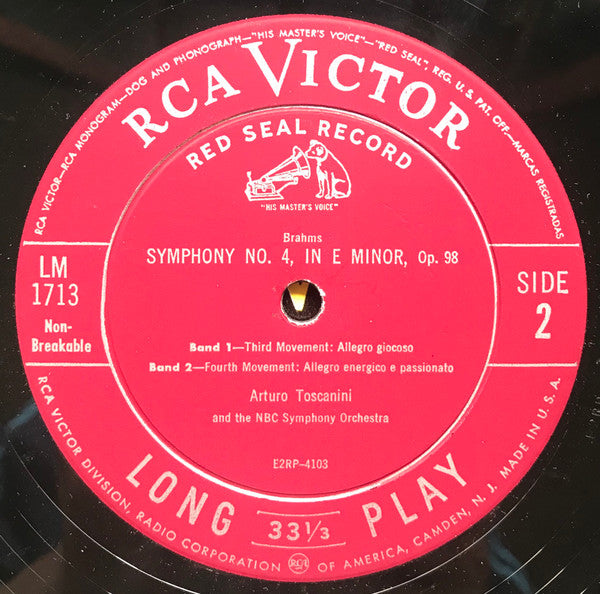 RCA VICTOR—RCA MONOGRAM—DOG AND PHONOGRAPH—"HIS MASTER'S VOICE"—"RED SEAL", REG. U. S. PAT. OFF.—MARCAS REGISTRADAS
RCA VICTOR
RED SEAL RECORD
"HIS MASTER'S VOICE"
Brahms
SYMPHONY NO. 4, IN E MINOR, Op. 98
LM
1713
Non-
Breakable
SIDE
2
Band 1—Third Movement: Allegro giocoso
Band 2—Fourth Movement: Allegro energico e passionato
Arturo Toscanini
and the NBC Symphony Orchestra
E2RP-4103
LONG 33 1/3 PLAY
RCA VICTOR DIVISION, RADIO CORPORATION OF AMERICA, CAMDEN, N. J. MADE IN U.S.A.
RCA